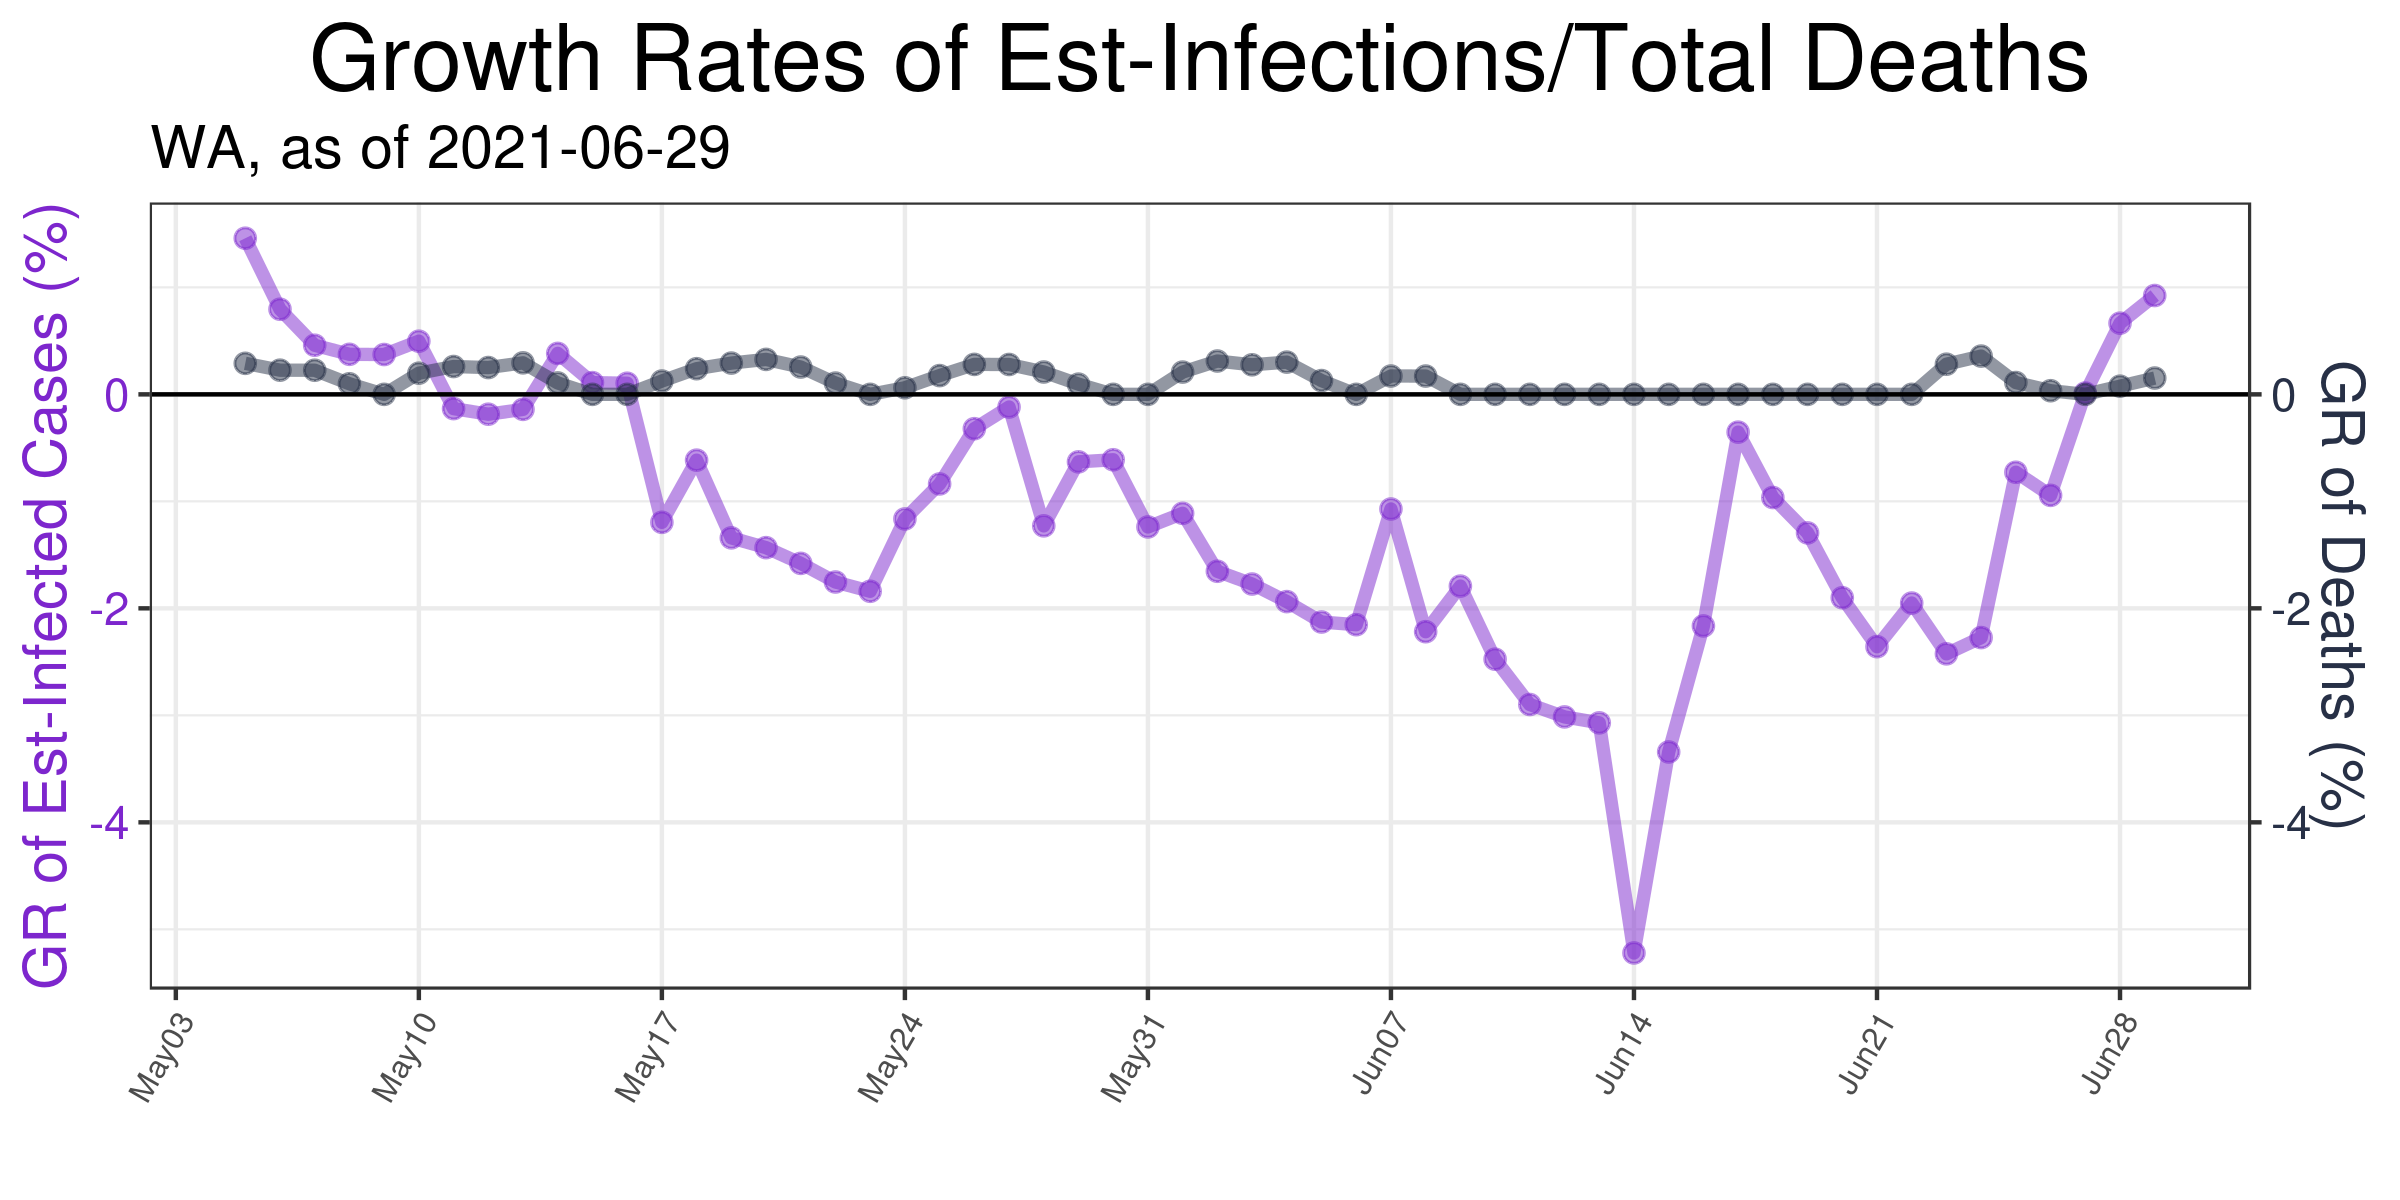 Growth Rates of Est-Infections/Total Deaths
WA, as of 2021-06-29
GR of Est-Infected Cases (%)
0
-2
-4
0
-2
-4
GR of Deaths (%)
May03
May10
May17
May24
May31
Jun07
Jun14
Jun21
Jun28